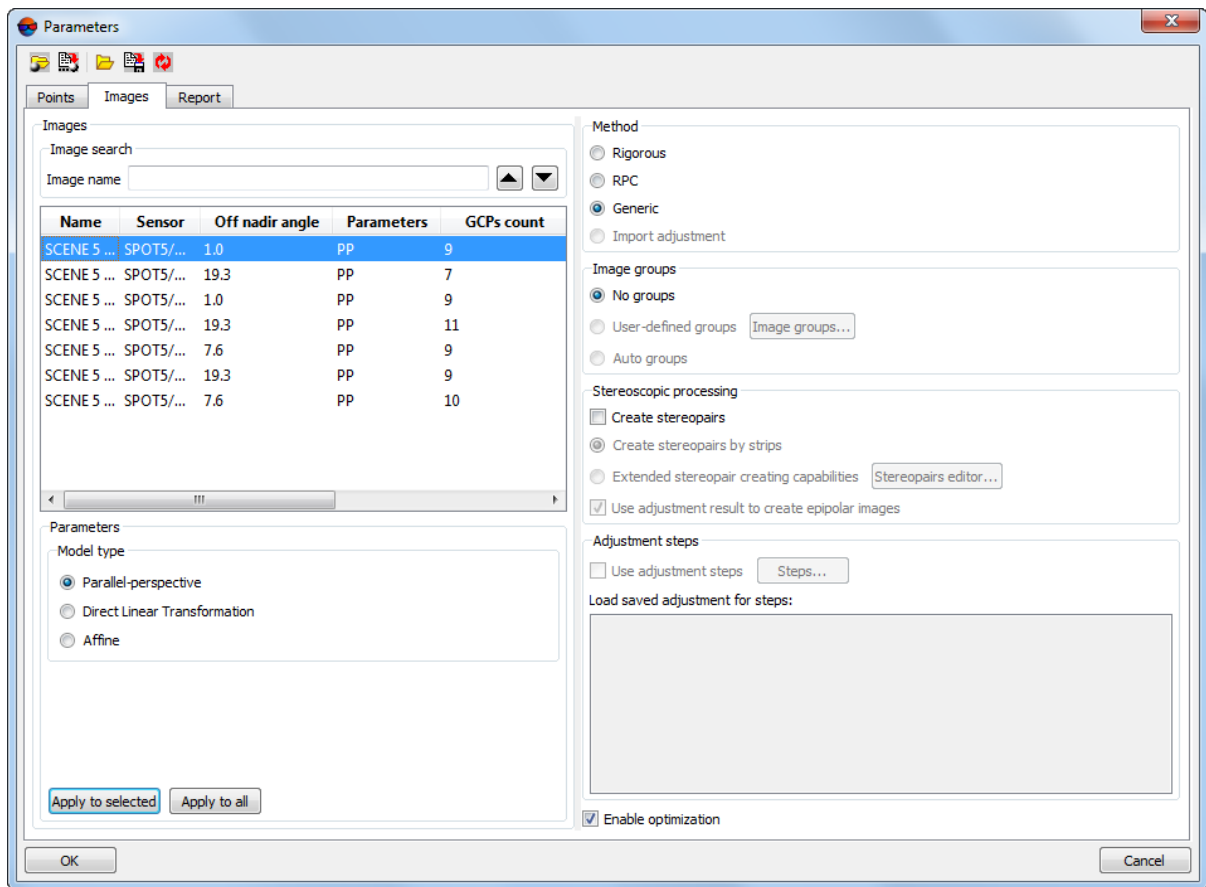 Parameters
Points Images Report
Images
Image search
Image name
Name Sensor Off nadir angle Parameters GCPs count
SCENE 5 ... SPOT5/... 1.0 PP 9
SCENE 5 ... SPOT5/... 19.3 PP 7
SCENE 5 ... SPOT5/... 1.0 PP 9
SCENE 5 ... SPOT5/... 19.3 PP 11
SCENE 5 ... SPOT5/... 7.6 PP 9
SCENE 5 ... SPOT5/... 19.3 PP 9
SCENE 5 ... SPOT5/... 7.6 PP 10
Parameters
Model type
Parallel-perspective
Direct Linear Transformation
Affine
Apply to selected Apply to all
Method
Rigorous
RPC
Generic
Import adjustment
Image groups
No groups
User-defined groups Image groups...
Auto groups
Stereoscopic processing
Create stereopairs
Create stereopairs by strips
Extended stereopair creating capabilities Stereopairs editor...
Use adjustment result to create epipolar images
Adjustment steps
Use adjustment steps Steps...
Load saved adjustment for steps:
Enable optimization
OK Cancel